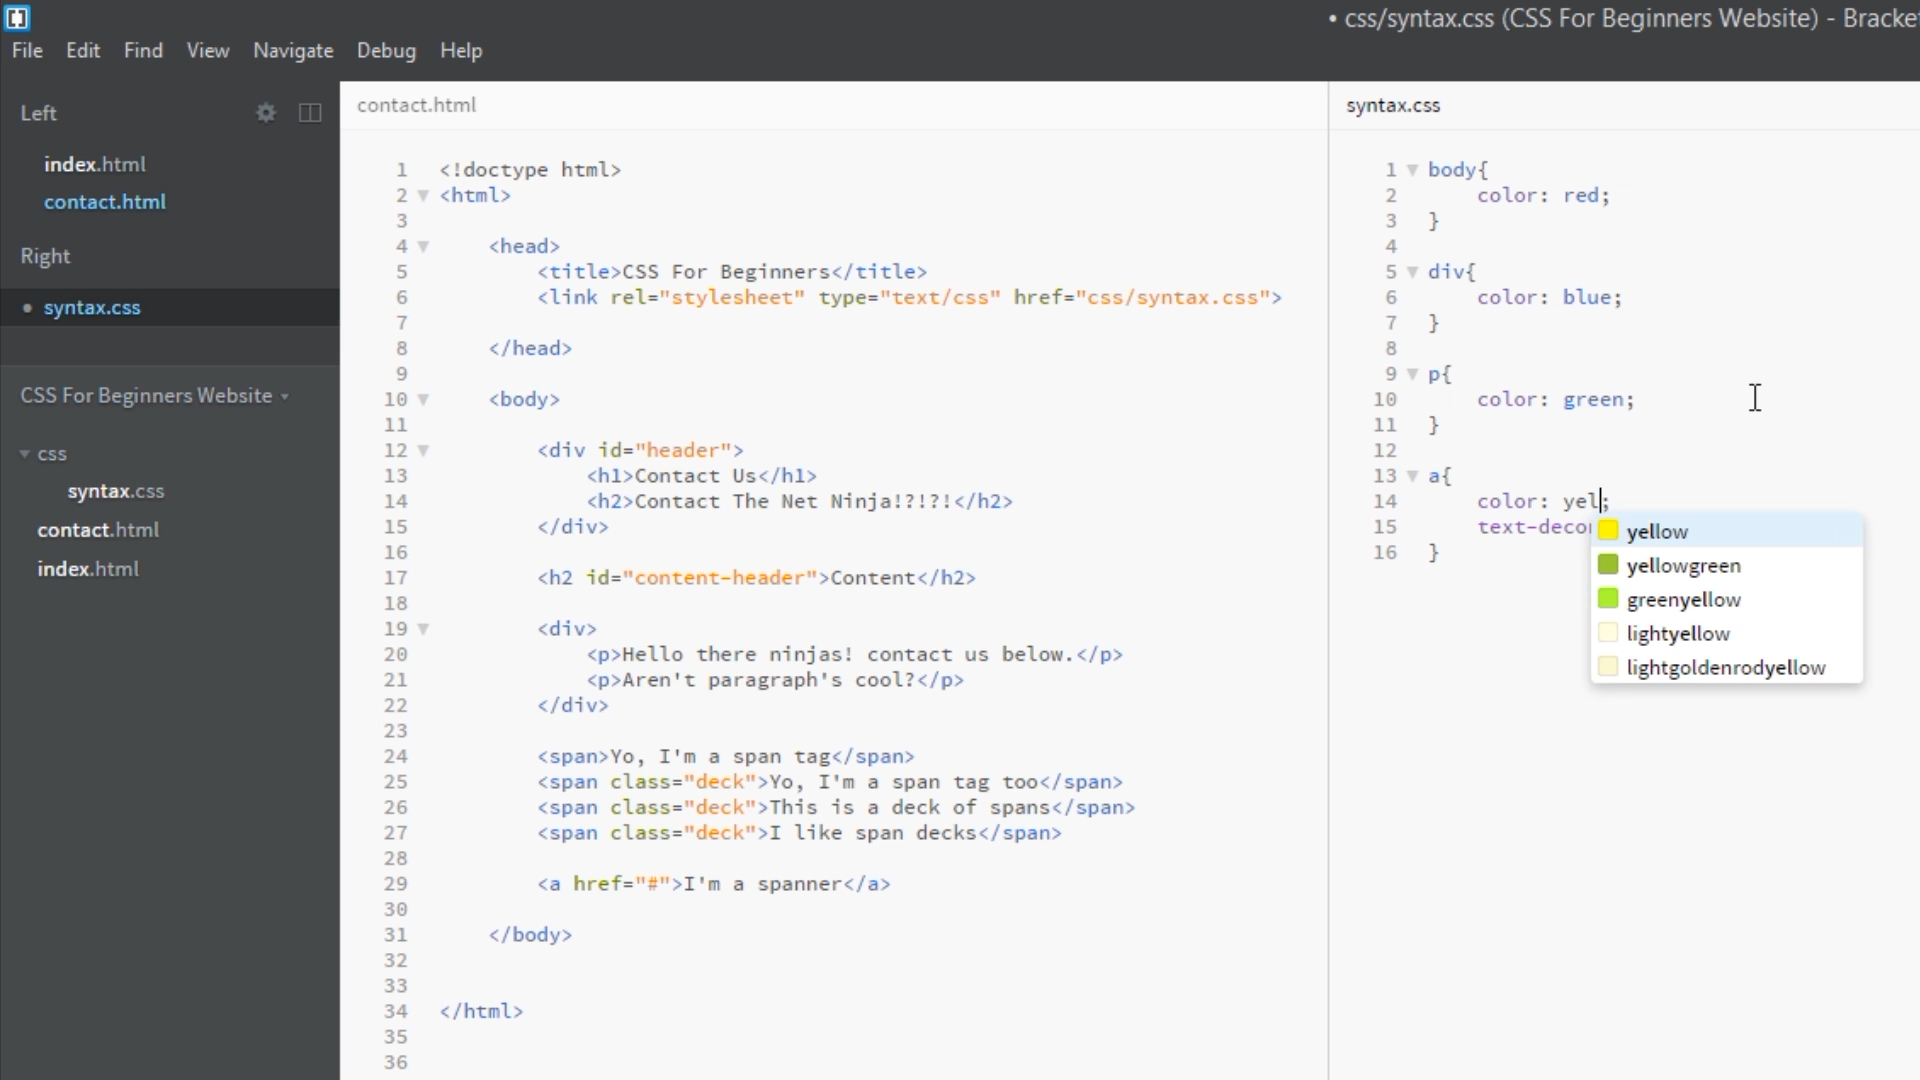 • css/syntax.css (CSS For Beginners Website) - Bracke
File Edit Find View Navigate Debug Help
Left
index.html
contact.html
Right
• syntax.css
CSS For Beginners Website
css
syntax.css
contact.html
index.html
contact.html
1 <!doctype html>
2 <html>
3
4 <head>
5 <title>CSS For Beginners</title>
6 <link rel="stylesheet" type="text/css" href="css/syntax.css">
7
8 </head>
9
10 <body>
11
12 <div id="header">
13 <h1>Contact Us</h1>
14 <h2>Contact The Net Ninja!?!?!</h2>
15 </div>
16
17 <h2 id="content-header">Content</h2>
18
19 <div>
20 <p>Hello there ninjas! contact us below.</p>
21 <p>Aren't paragraph's cool?</p>
22 </div>
23
24 <span>Yo, I'm a span tag</span>
25 <span class="deck">Yo, I'm a span tag too</span>
26 <span class="deck">This is a deck of spans</span>
27 <span class="deck">I like span decks</span>
28
29 <a href="#">I'm a spanner</a>
30
31 </body>
32
33
34 </html>
35
36
syntax.css
1 body{
2 color: red;
3 }
4
5 div{
6 color: blue;
7 }
8
9 p{
10 color: green;
11 }
12
13 a{
14 color: yel;
15 text-deco
16 }
yellow
yellowgreen
greenyellow
lightyellow
lightgoldenrodyellow